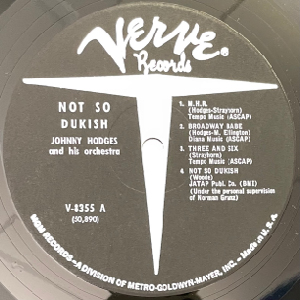 VERVE®
Records
NOT SO
DUKISH
JOHNNY HODGES
and his orchestra
V-8355 A
(50,890)
1. M.H.R.
(Hodges-Strayhorn)
Tempo Music (ASCAP)
2. BROADWAY BABE
(Hodges-M. Ellington)
Diana Music (ASCAP)
3. THREE AND SIX
(Strayhorn)
Tempo Music (ASCAP)
4. NOT SO DUKISH
(Woode)
JATAP Publ. Co. (BMI)
(Under the personal supervision
of Norman Granz)
MGM RECORDS—A DIVISION OF METRO-GOLDWYN-MAYER, INC.—Made in U.S.A.